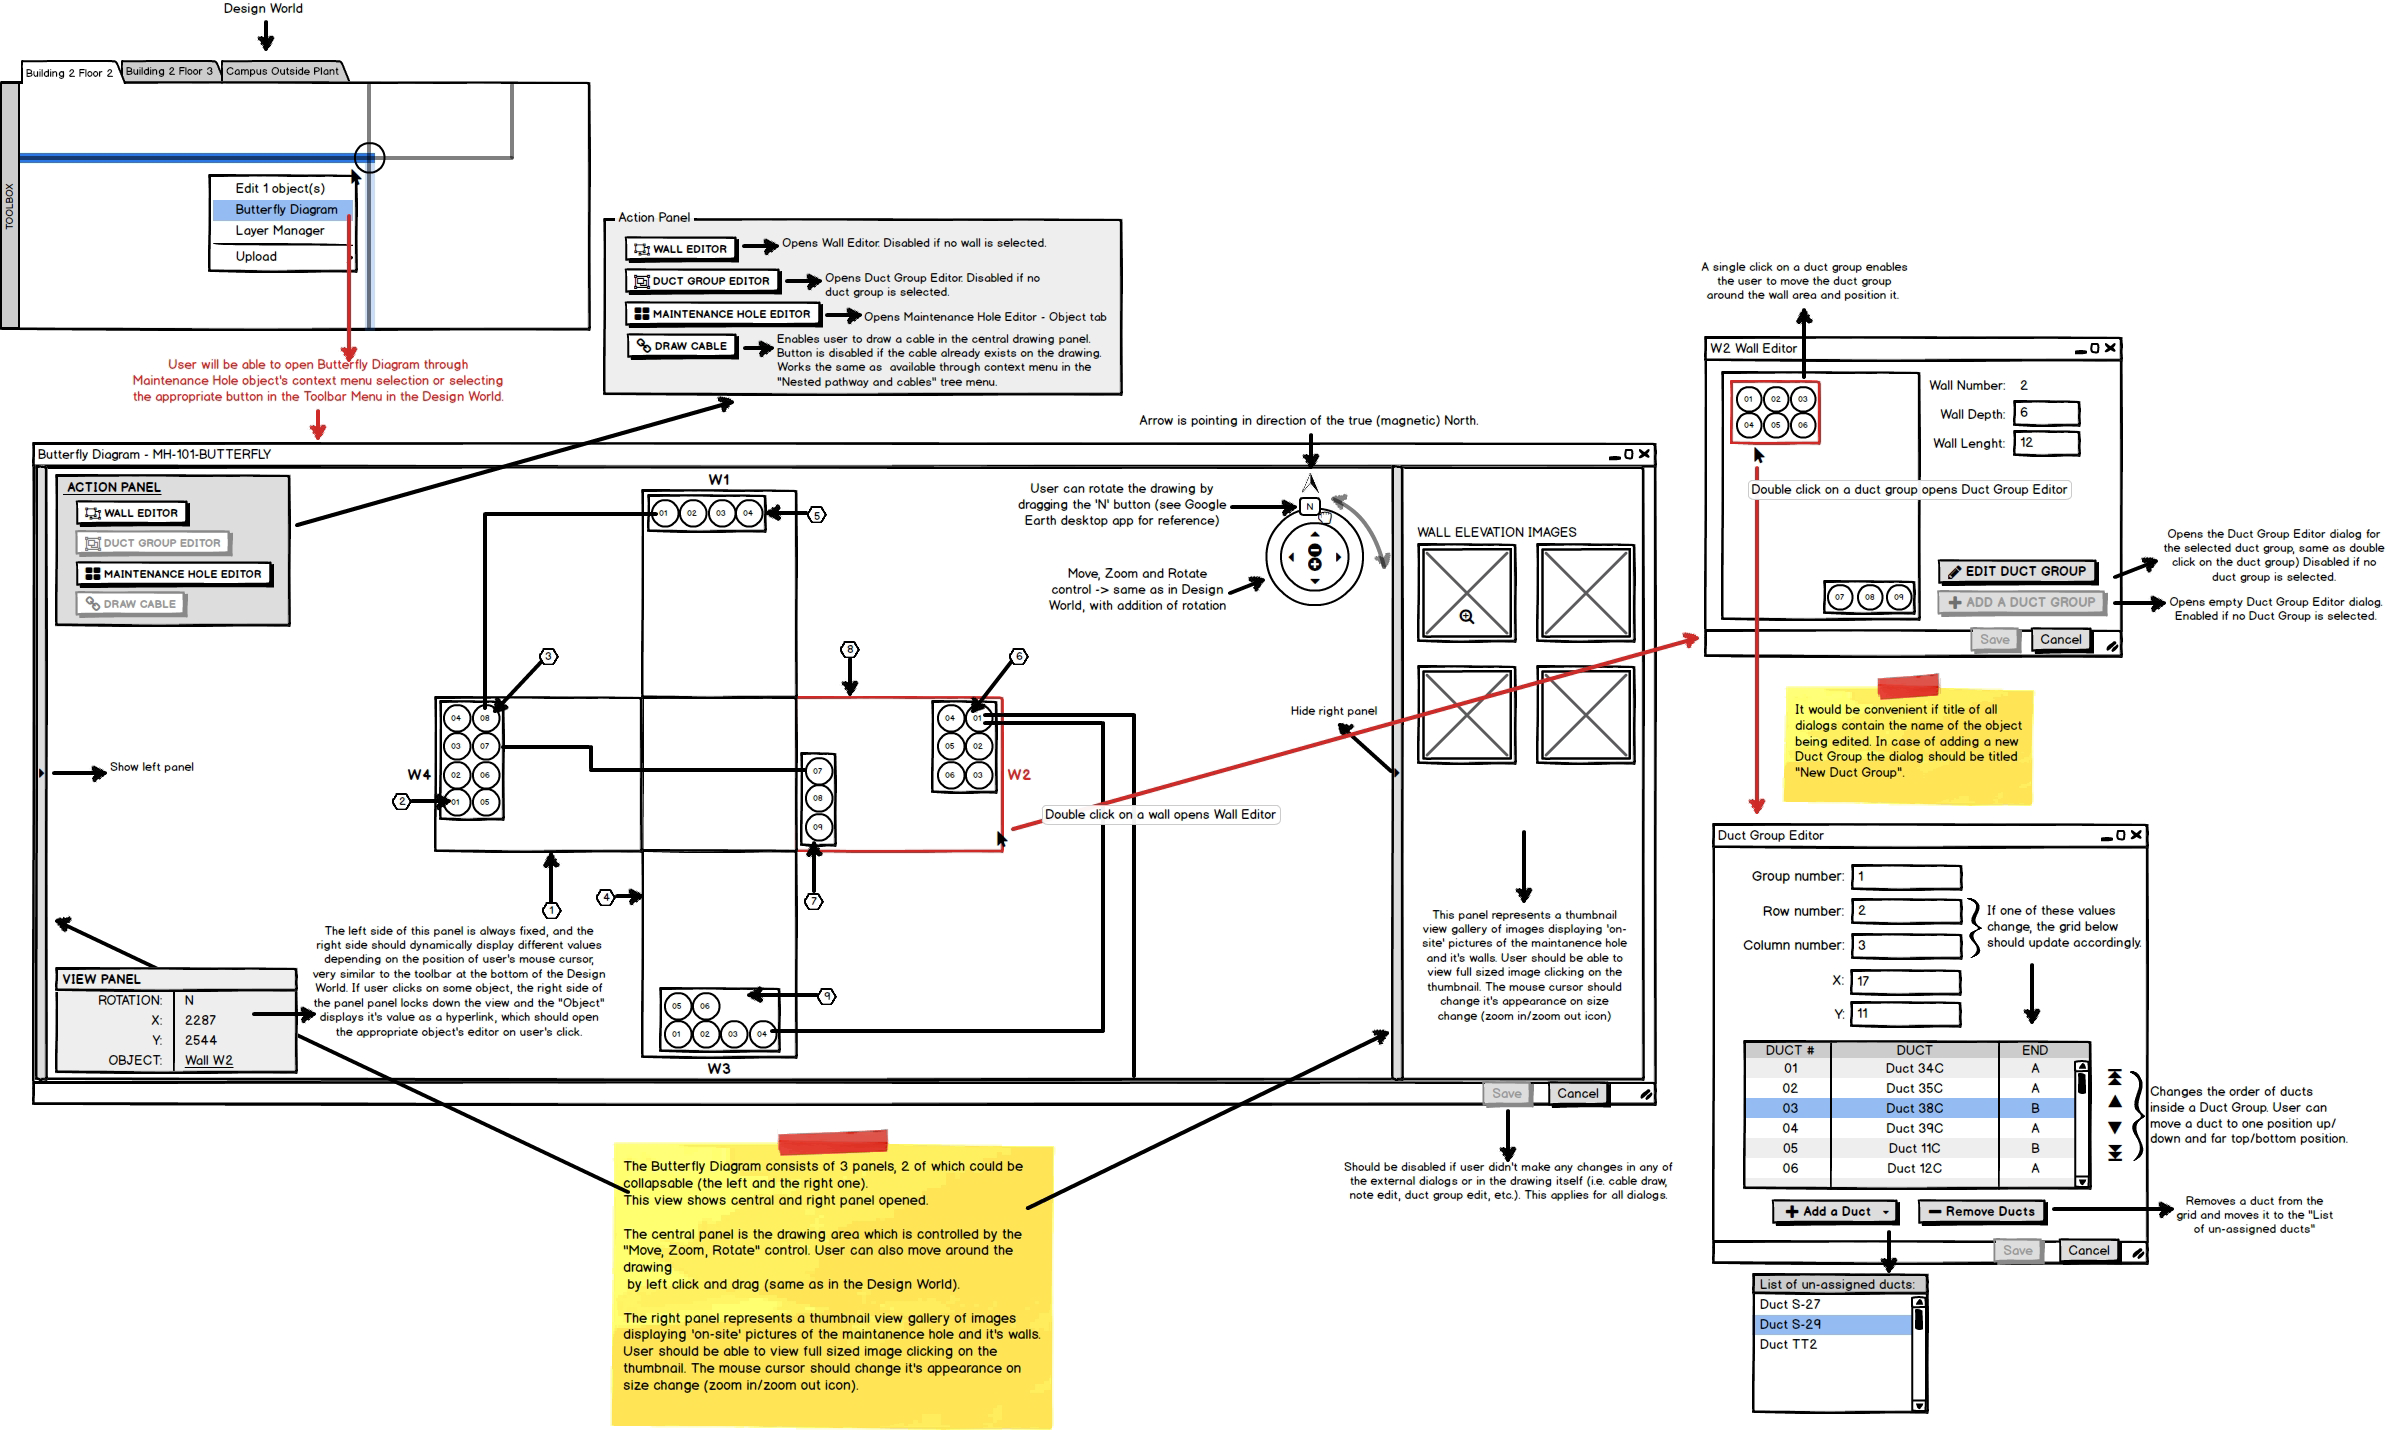 Design World
Building 2 Floor 2
Building 2 Floor 3
Campus Outside Plant
TOOLBOX
Edit 1 object(s)
Butterfly Diagram
Layer Manager
Upload
User will be able to open Butterfly Diagram through
Maintenance Hole object's context menu selection or selecting
the appropriate button in the Toolbar Menu in the Design World.
Action Panel
WALL EDITOR
Opens Wall Editor. Disabled if no wall is selected.
DUCT GROUP EDITOR
Opens Duct Group Editor. Disabled if no
duct group is selected.
MAINTENANCE HOLE EDITOR
Opens Maintenance Hole Editor - Object tab
DRAW CABLE
Enables user to draw a cable in the central drawing panel.
Button is disabled if the cable already exists on the drawing.
Works the same as  available through context menu in the
"Nested pathway and cables" tree menu.
Butterfly Diagram - MH-101-BUTTERFLY
ACTION PANEL
WALL EDITOR
DUCT GROUP EDITOR
MAINTENANCE HOLE EDITOR
DRAW CABLE
Show left panel
W1
01 02 03 04
5
3
8
6
W4
04 08
03 07
02 06
01 05
2
07
08
09
04 01
05 02
06 03
W2
1
4
7
9
05 06
01 02 03 04
W3
Arrow is pointing in direction of the true (magnetic) North.
User can rotate the drawing by
dragging the 'N' button (see Google
Earth desktop app for reference)
N
Move, Zoom and Rotate
control -> same as in Design
World, with addition of rotation
Hide right panel
Double click on a wall opens Wall Editor
The left side of this panel is always fixed, and the
right side should dynamically display different values
depending on the position of user's mouse cursor,
very similar to the toolbar at the bottom of the Design
World. If user clicks on some object, the right side of
the panel panel locks down the view and the "Object"
displays it's value as a hyperlink, which should open
the appropriate object's editor on user's click.
VIEW PANEL
ROTATION: N
X: 2287
Y: 2544
OBJECT: Wall W2
WALL ELEVATION IMAGES
This panel represents a thumbnail
view gallery of images displaying 'on-
site' pictures of the maintanence hole
and it's walls. User should be able to
view full sized image clicking on the
thumbnail. The mouse cursor should
change it's appearance on size
change (zoom in/zoom out icon)
Save
Cancel
Should be disabled if user didn't make any changes in any of
the external dialogs or in the drawing itself (i.e. cable draw,
note edit, duct group edit, etc.). This applies for all dialogs.
The Butterfly Diagram consists of 3 panels, 2 of which could be
collapsable (the left and the right one).
This view shows central and right panel opened.
The central panel is the drawing area which is controlled by the
"Move, Zoom, Rotate" control. User can also move around the
drawing
by left click and drag (same as in the Design World).
The right panel represents a thumbnail view gallery of images
displaying 'on-site' pictures of the maintanence hole and it's walls.
User should be able to view full sized image clicking on the
thumbnail. The mouse cursor should change it's appearance on
size change (zoom in/zoom out icon).
A single click on a duct group enables
the user to move the duct group
around the wall area and position it.
W2 Wall Editor
01 02 03
04 05 06
Wall Number: 2
Wall Depth: 6
Wall Lenght: 12
Double click on a duct group opens Duct Group Editor
07 08 09
EDIT DUCT GROUP
ADD A DUCT GROUP
Save
Cancel
Opens the Duct Group Editor dialog for
the selected duct group, same as double
click on the duct group) Disabled if no
duct group is selected.
Opens empty Duct Group Editor dialog.
Enabled if no Duct Group is selected.
It would be convenient if title of all
dialogs contain the name of the object
being edited. In case of adding a new
Duct Group the dialog should be titled
"New Duct Group".
Duct Group Editor
Group number: 1
Row number: 2
Column number: 3
X: 17
Y: 11
If one of these values
change, the grid below
should update accordingly.
DUCT # DUCT END
01 Duct 34C A
02 Duct 35C A
03 Duct 38C B
04 Duct 39C A
05 Duct 11C B
06 Duct 12C A
Changes the order of ducts
inside a Duct Group. User can
move a duct to one position up/
down and far top/bottom position.
Add a Duct
Remove Ducts
Removes a duct from the
grid and moves it to the "List
of un-assigned ducts"
Save
Cancel
List of un-assigned ducts:
Duct S-27
Duct S-29
Duct TT2